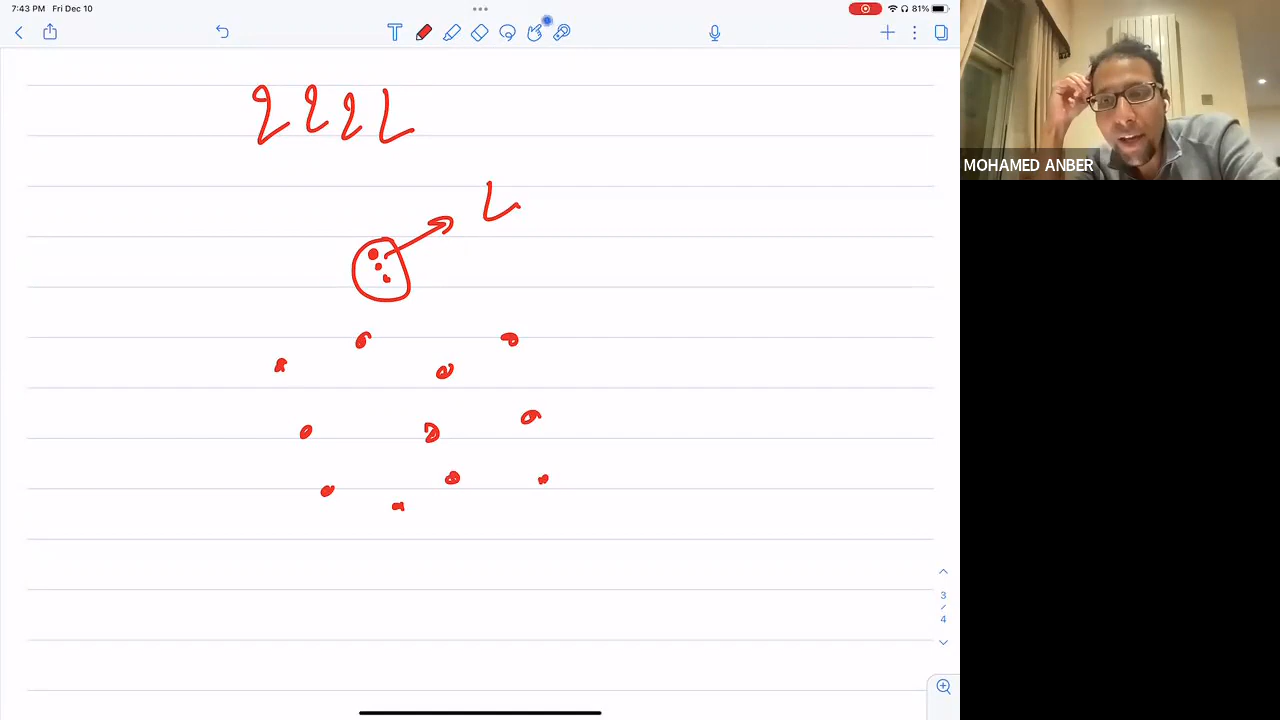 7:43 PM Fri Dec 10
81%
T
q q q L
L
MOHAMED ANBER
3
/
4